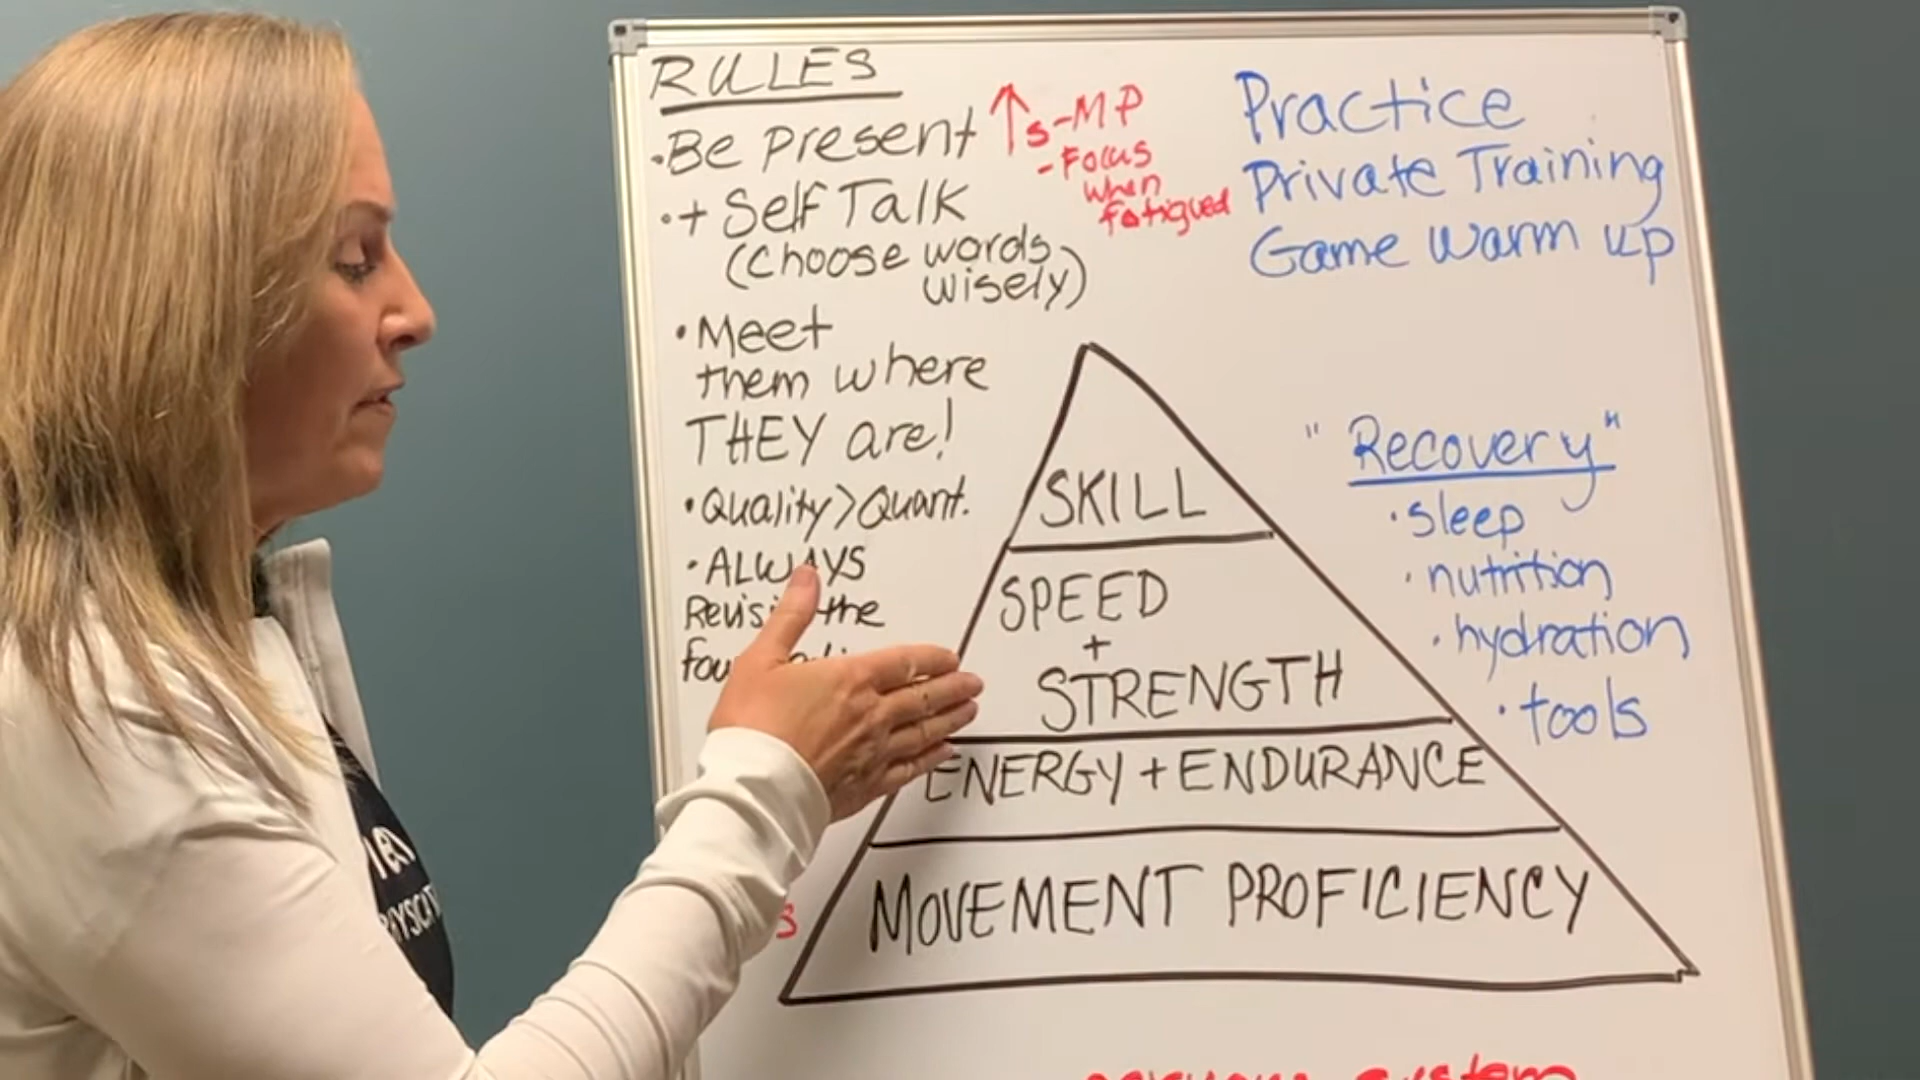 RULES
•Be present
•+ Self Talk
(Choose words
wisely)
•Meet
them where
THEY are!
•Quality>Quant.
•ALWAYS
the
↑s-MP
-Focus
when
fatigued
Practice
Private Training
Game warm up
SKILL
SPEED
+
STRENGTH
ENERGY + ENDURANCE
MOVEMENT PROFICIENCY
"Recovery"
•sleep
•nutrition
•hydration
•tools
system